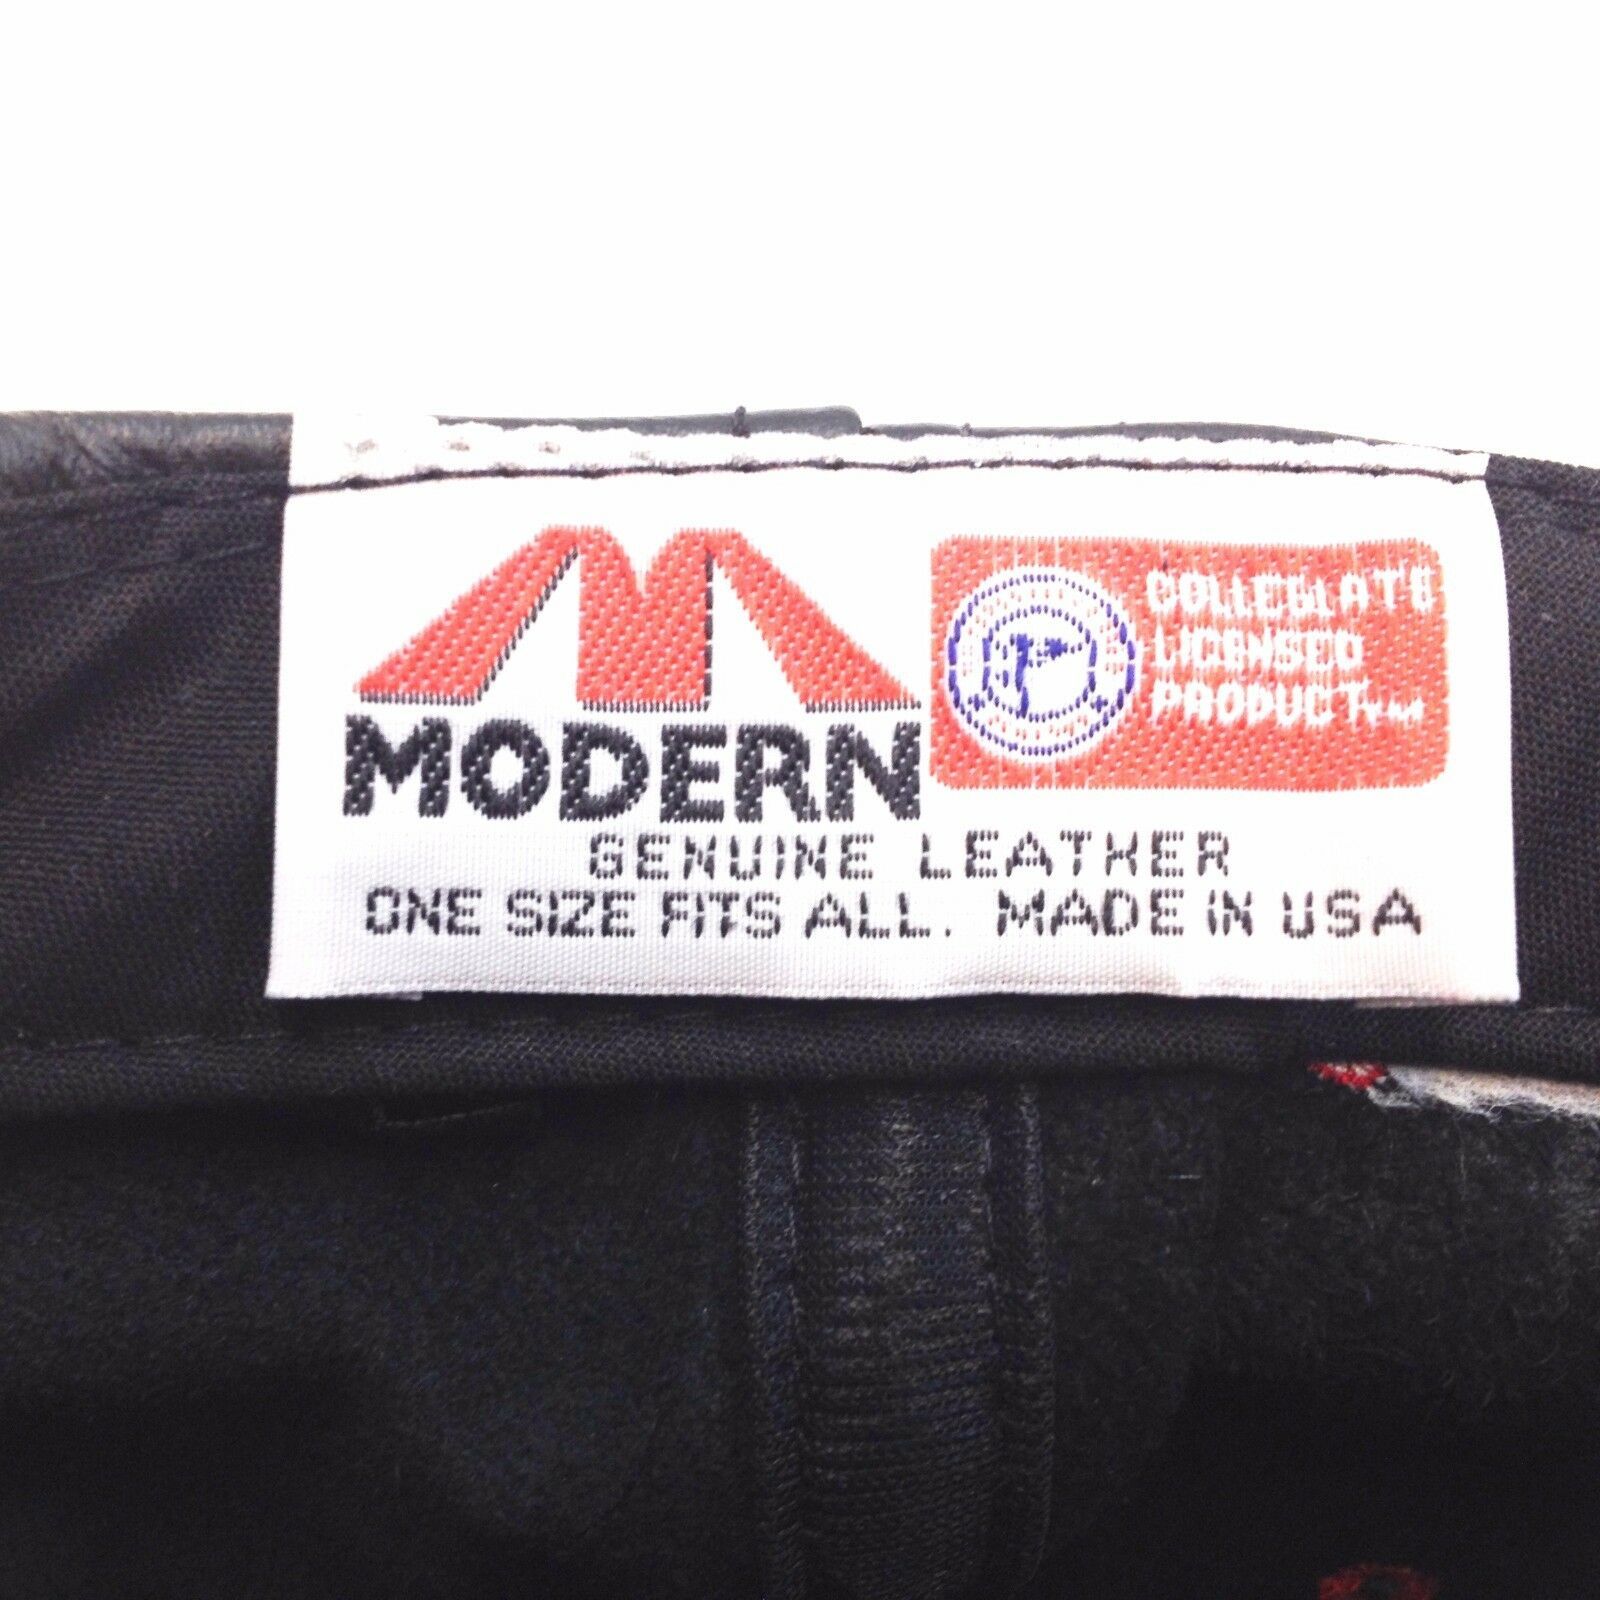 MODERN
COLLEGIATE
LICENSED
PRODUCT
GENUINE LEATHER
ONE SIZE FITS ALL. MADE IN USA